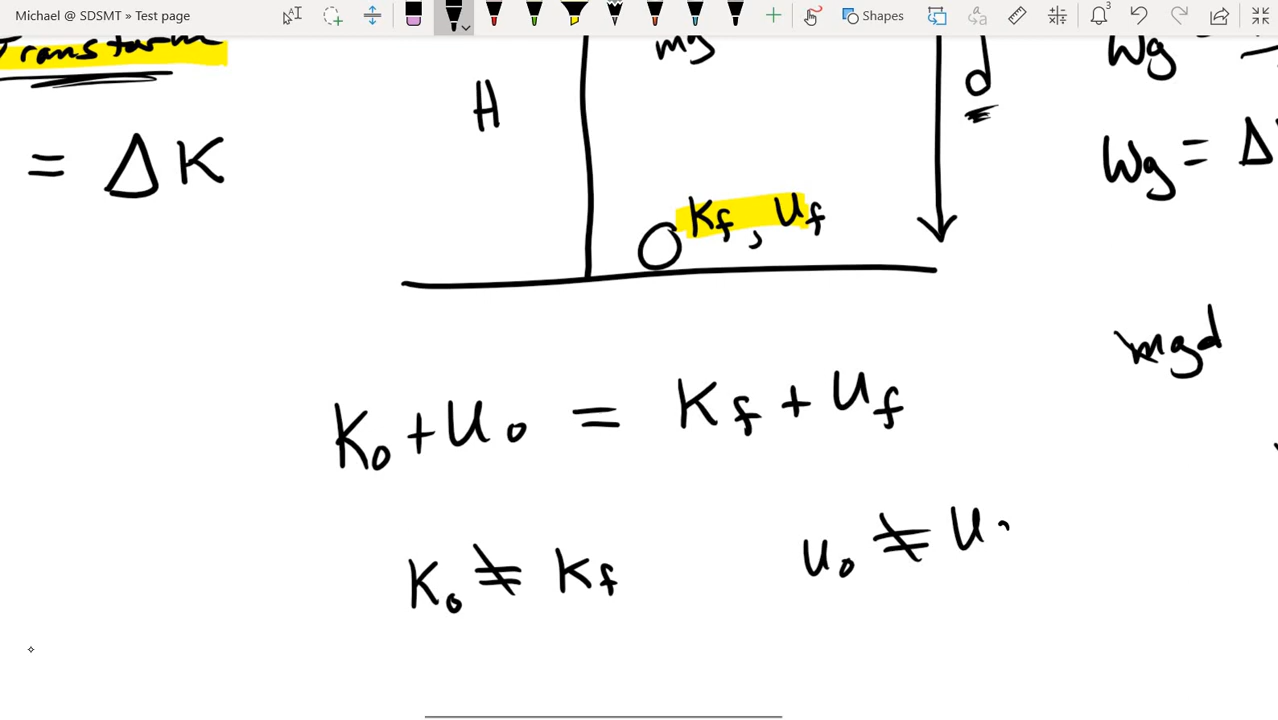 Michael @ SDSMT » Test page
Shapes
3
Transform
mg
Wg =
H
d
= ΔK
Wg = Δ
Kf, Uf
mgd
K₀ + U₀ = Kf + Uf
K₀ ≠ Kf
U₀ ≠ U